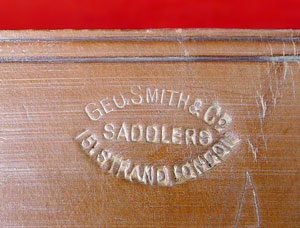 GEO. SMITH & Co.
SADDLERS
151. STRAND. LONDON